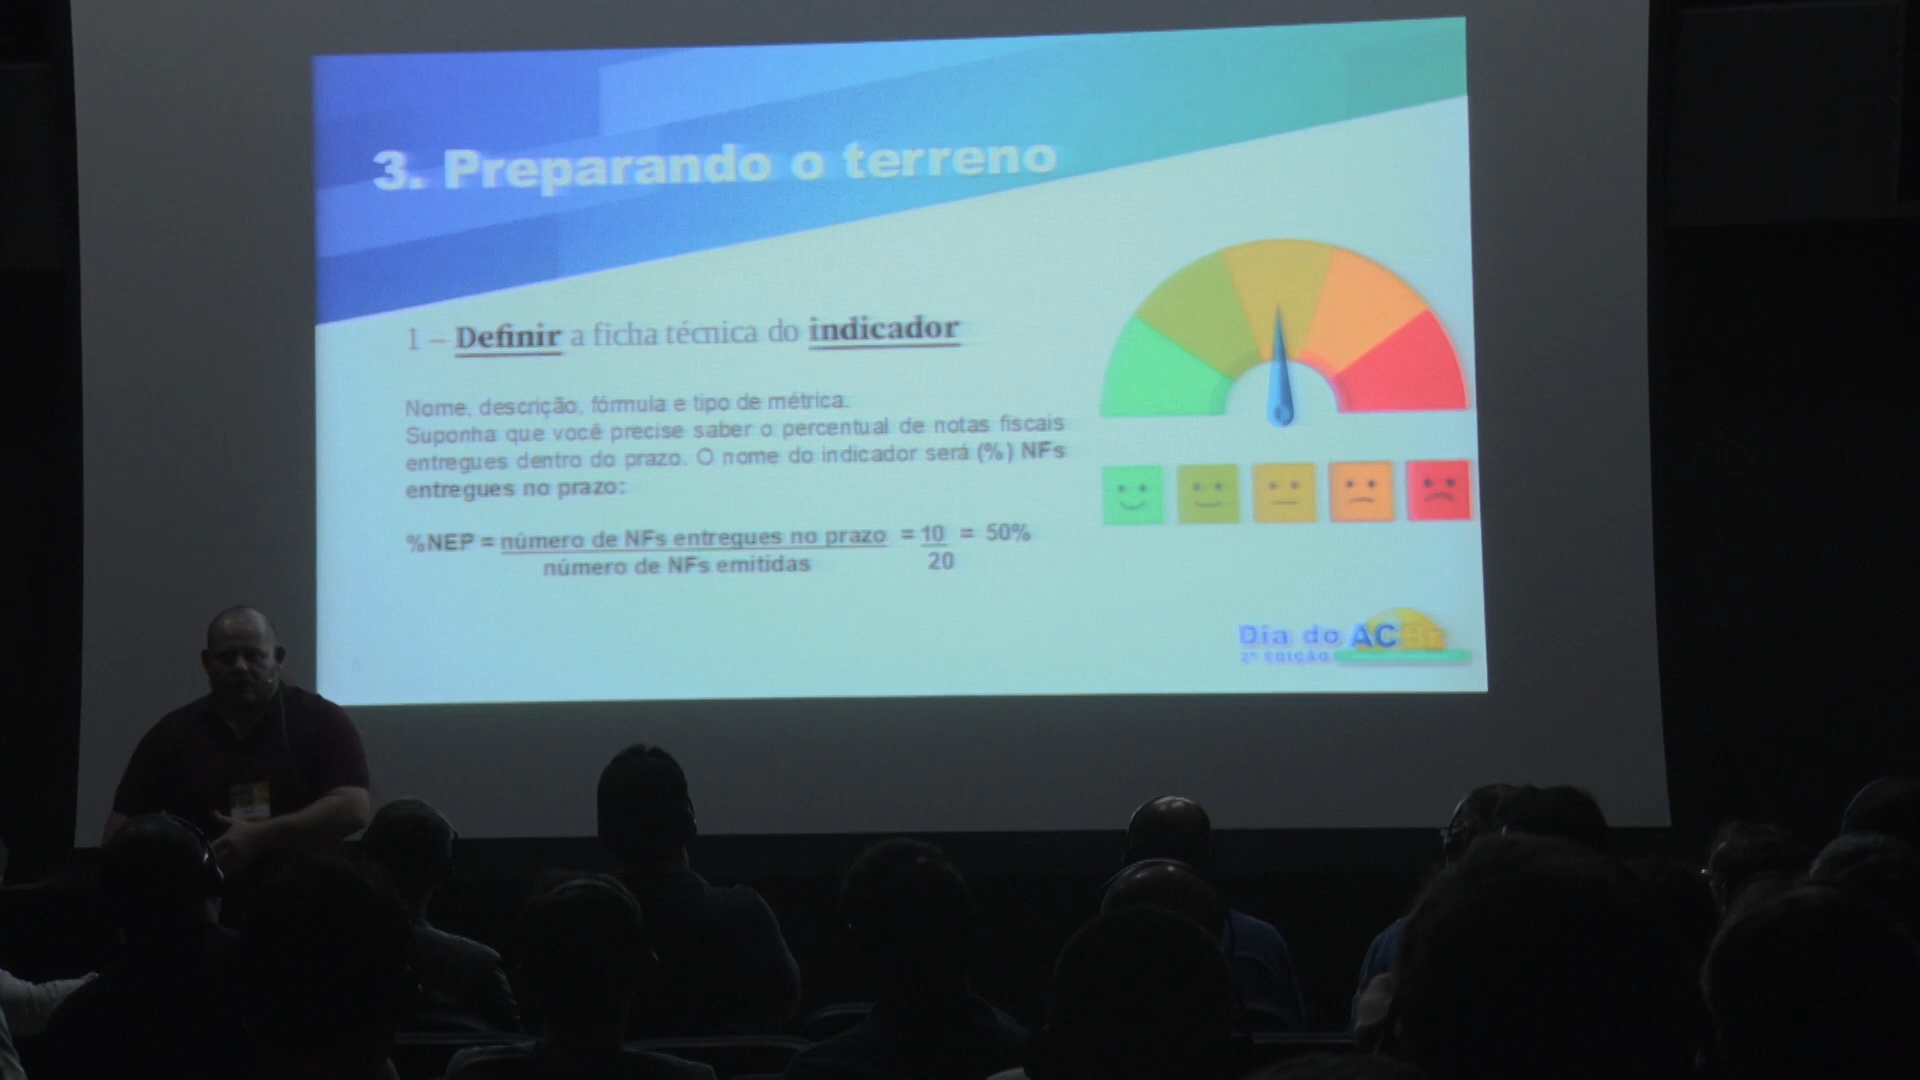 3. Preparando o terreno
1 – Definir a ficha técnica do indicador
Nome, descrição, fórmula e tipo de métrica.
Suponha que você precise saber o percentual de notas fiscais
entregues dentro do prazo. O nome do indicador será (%) NFs
entregues no prazo:
%NEP = número de NFs entregues no prazo = 10 = 50%
número de NFs emitidas 20
Dia do ACBr
2ª EDIÇÃO